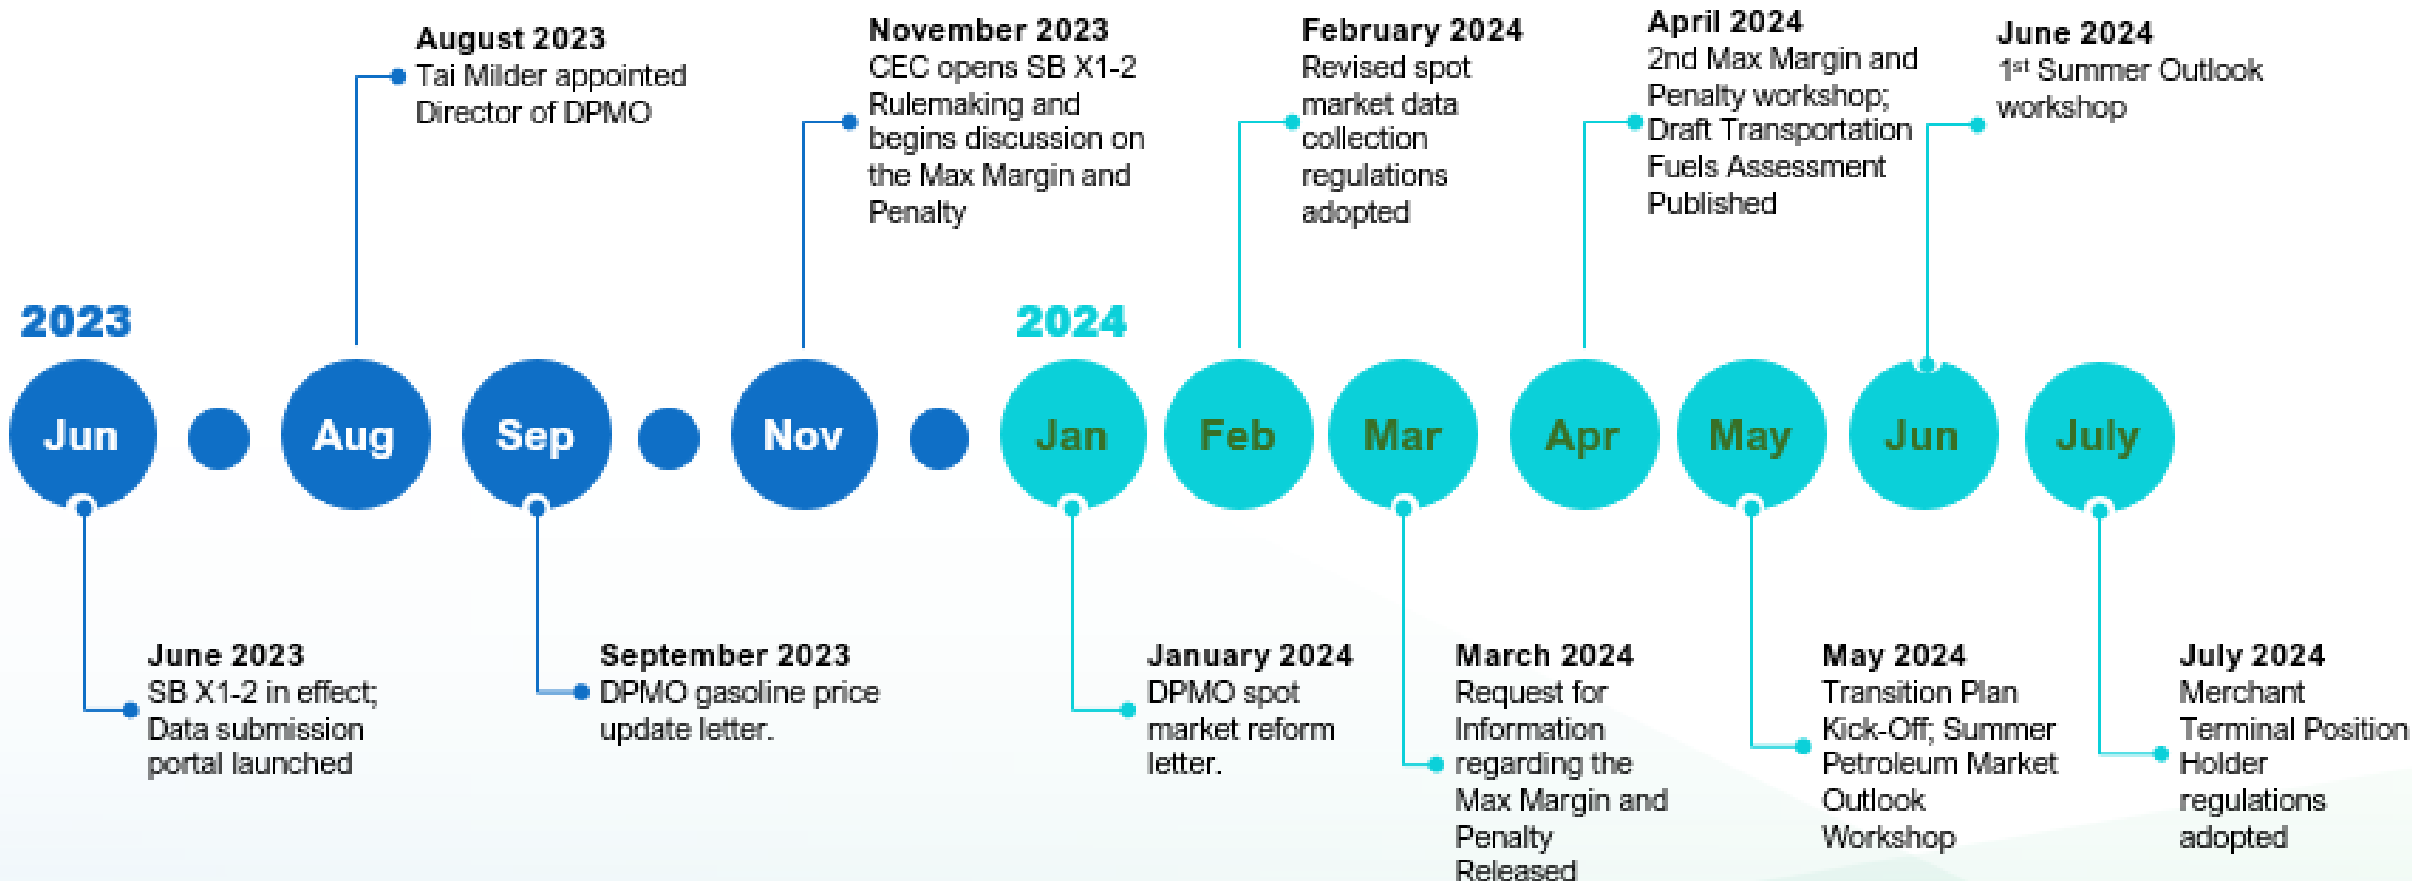 August 2023
Tai Milder appointed
Director of DPMO
November 2023
CEC opens SB X1-2
Rulemaking and
begins discussion on
the Max Margin and
Penalty
February 2024
Revised spot
market data
collection
regulations
adopted
April 2024
2nd Max Margin and
Penalty workshop;
Draft Transportation
Fuels Assessment
Published
June 2024
1st Summer Outlook
workshop
2023
2024
Jun
Aug
Sep
Nov
Jan
Feb
Mar
Apr
May
Jun
July
June 2023
SB X1-2 in effect;
Data submission
portal launched
September 2023
DPMO gasoline price
update letter.
January 2024
DPMO spot
market reform
letter.
March 2024
Request for
Information
regarding the
Max Margin and
Penalty
Released
May 2024
Transition Plan
Kick-Off; Summer
Petroleum Market
Outlook
Workshop
July 2024
Merchant
Terminal Position
Holder
regulations
adopted